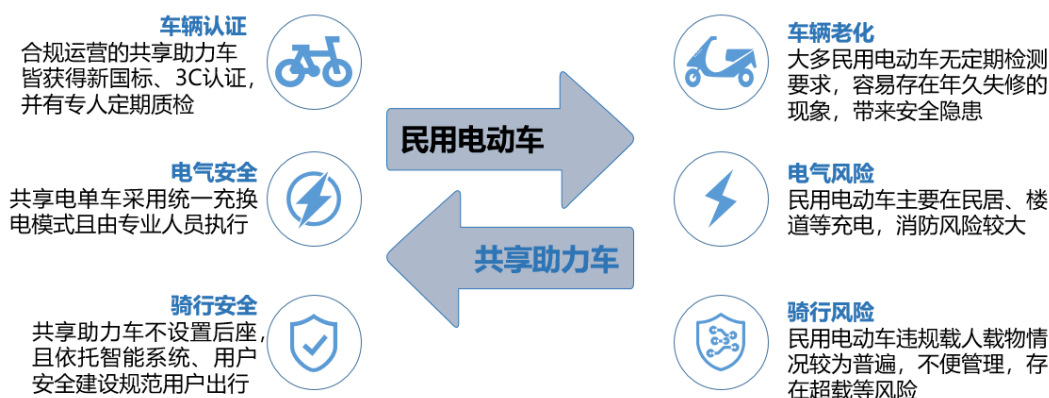 车辆认证
合规运营的共享助力车
皆获得新国标、3C认证，
并有专人定期质检
电气安全
共享电单车采用统一充换
电模式且由专业人员执行
骑行安全
共享助力车不设置后座，
且依托智能系统、用户
安全建设规范用户出行
民用电动车
共享助力车
车辆老化
大多民用电动车无定期检测
要求，容易存在年久失修的
现象，带来安全隐患
电气风险
民用电动车主要在民居、楼
道等充电，消防风险较大
骑行风险
民用电动车违规载人载物情
况较为普遍，不便管理，存
在超载等风险